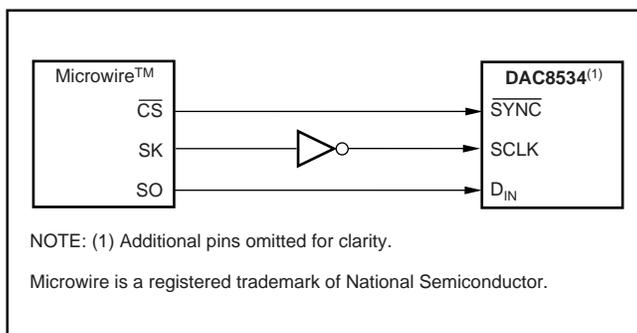 Microwire™ DAC8534(1)
CS SYNC
SK SCLK
SO DIN
NOTE: (1) Additional pins omitted for clarity.
Microwire is a registered trademark of National Semiconductor.